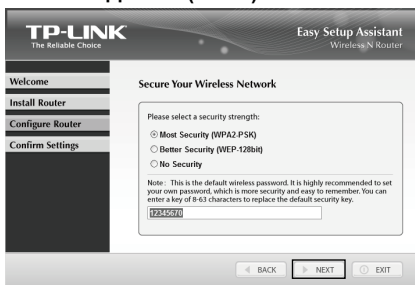 TP-LINK
The Reliable Choice
Easy Setup Assistant
Wireless N Router
Welcome
Install Router
Configure Router
Confirm Settings
Secure Your Wireless Network
Please select a security strength:
Most Security (WPA2-PSK)
Better Security (WEP-128bit)
No Security
Note: This is the default wireless password. It is highly recommended to set
your own password, which is more security and easy to remember. You can
enter a key of 8-63 characters to replace the default security key.
12345670
BACK
NEXT
EXIT